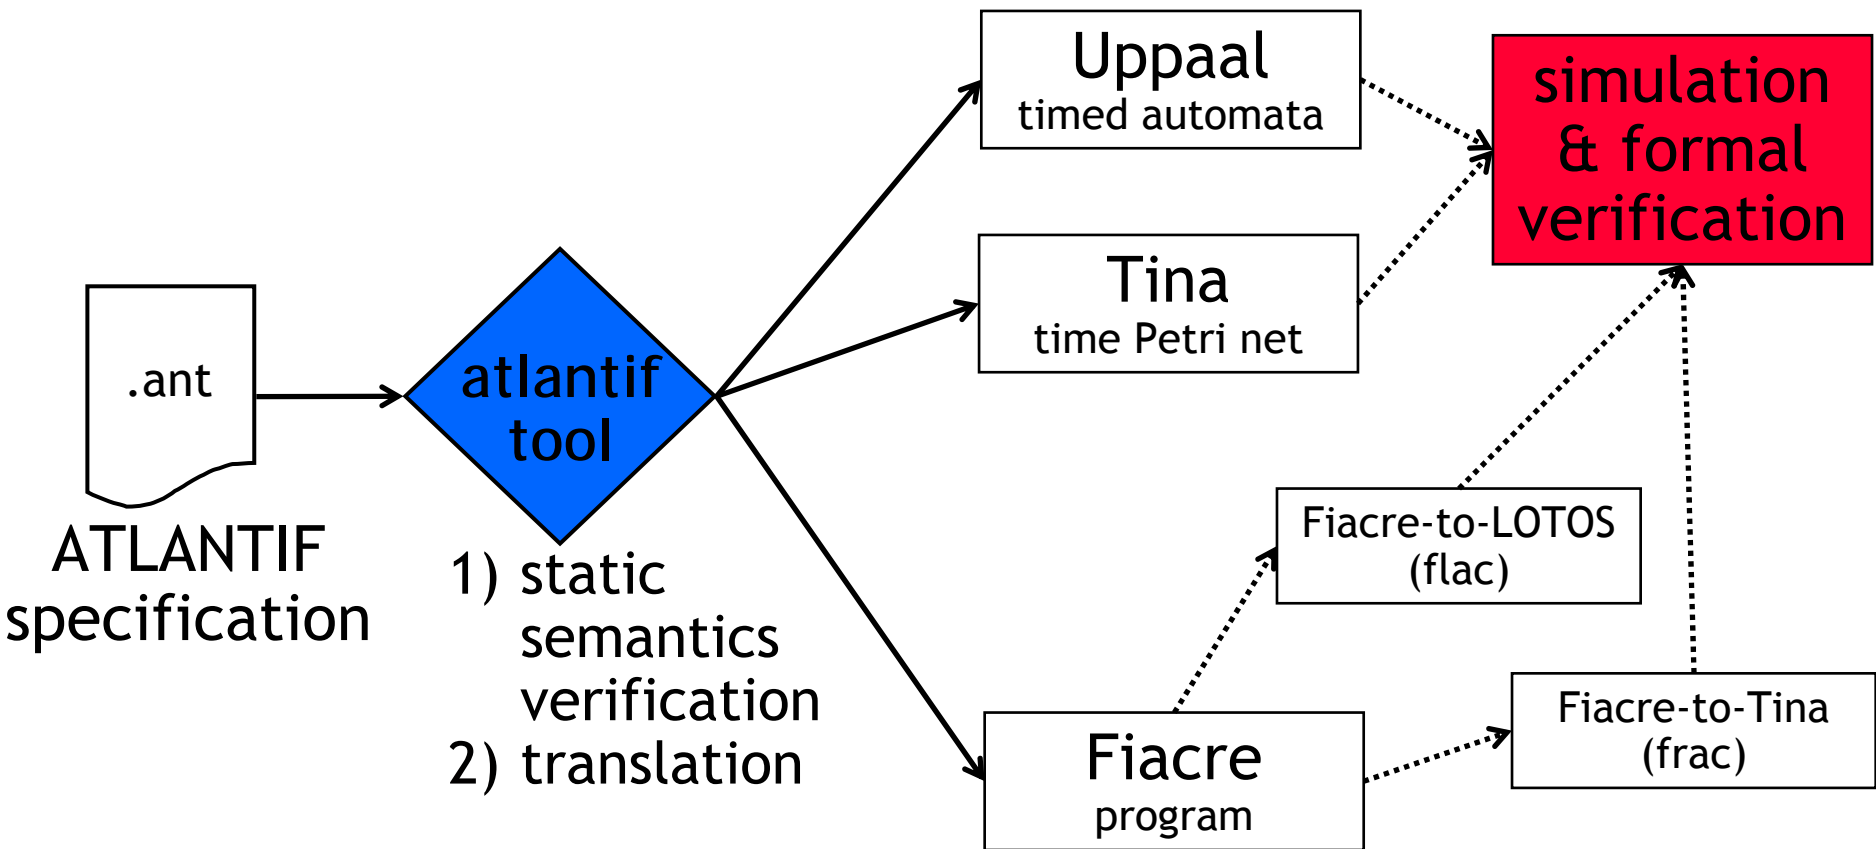 .ant
ATLANTIF
specification
atlantif
tool
1) static
semantics
verification
2) translation
Uppaal
timed automata
Tina
time Petri net
Fiacre
program
Fiacre-to-LOTOS
(flac)
Fiacre-to-Tina
(frac)
simulation
& formal
verification